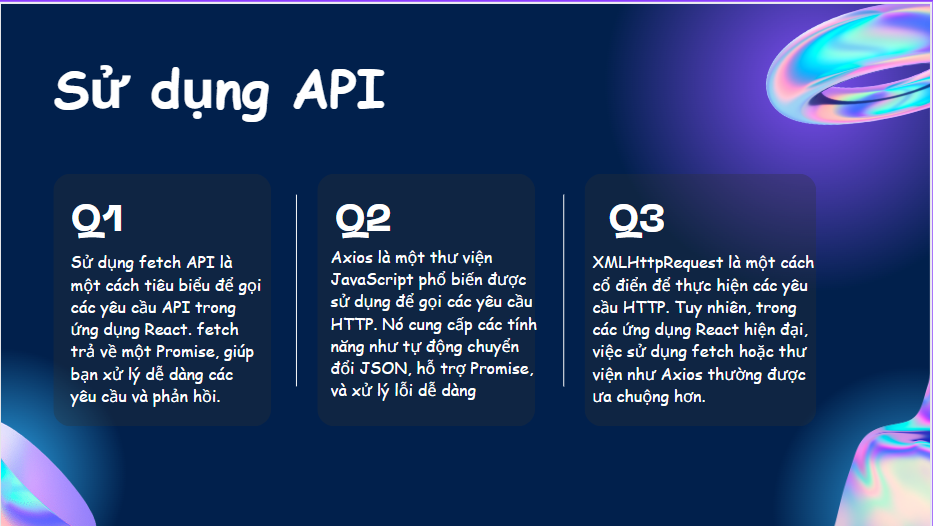 Sử dụng API
Q1
Sử dụng fetch API là
một cách tiêu biểu để gọi
các yêu cầu API trong
ứng dụng React. fetch
trả về một Promise, giúp
bạn xử lý dễ dàng các
yêu cầu và phản hồi.
Q2
Axios là một thư viện
JavaScript phổ biến được
sử dụng để gọi các yêu cầu
HTTP. Nó cung cấp các tính
năng như tự động chuyển
đổi JSON, hỗ trợ Promise,
và xử lý lỗi dễ dàng
Q3
XMLHttpRequest là một cách
cổ điển để thực hiện các yêu
cầu HTTP. Tuy nhiên, trong
các ứng dụng React hiện đại,
việc sử dụng fetch hoặc thư
viện như Axios thường được
ưa chuộng hơn.